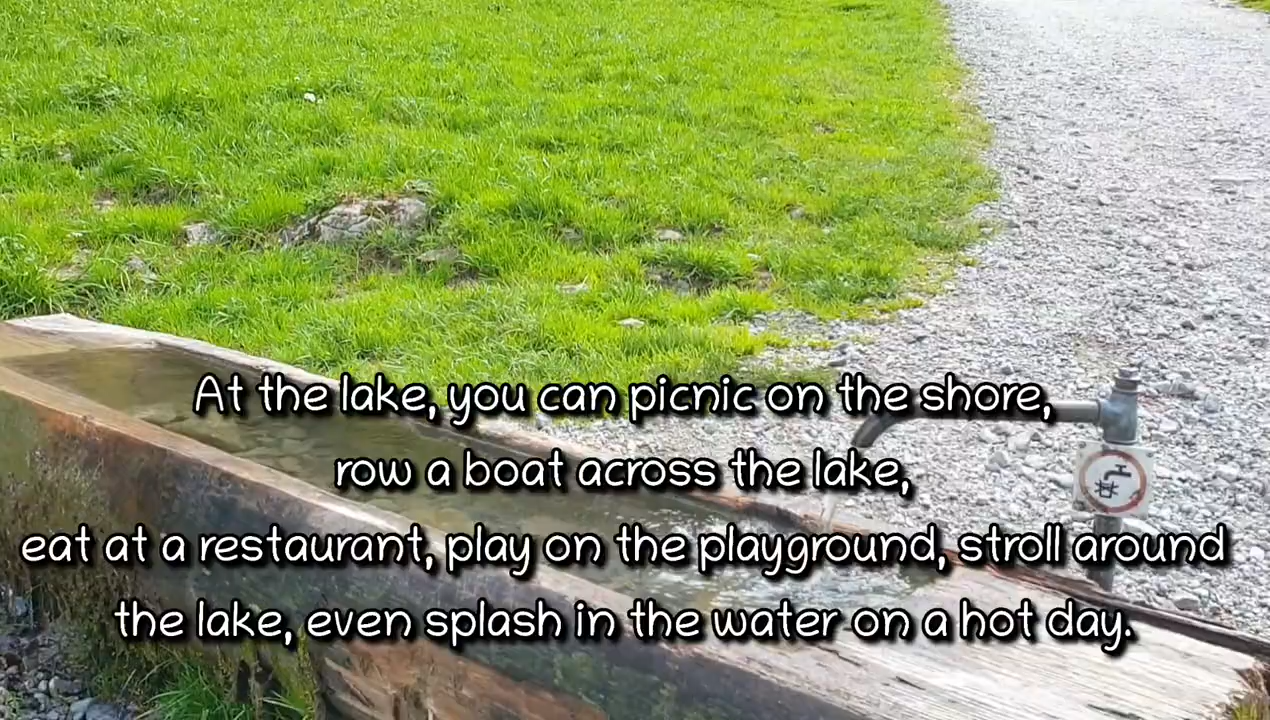 At the lake, you can picnic on the shore,
row a boat across the lake,
eat at a restaurant, play on the playground, stroll around
the lake, even splash in the water on a hot day.